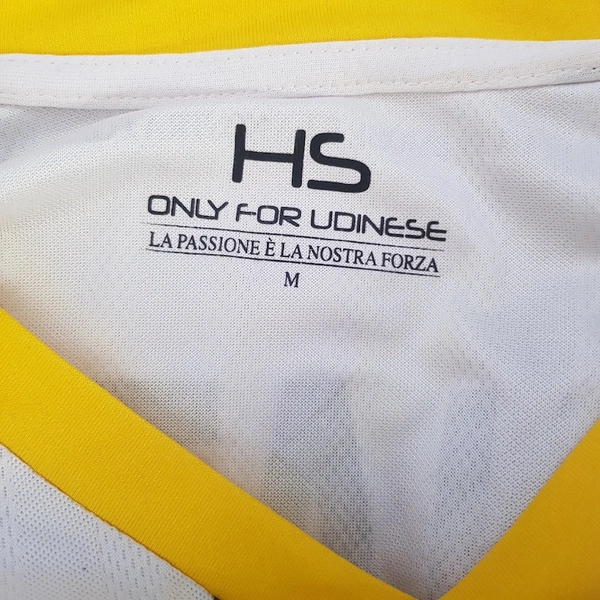 HS
ONLY FOR UDINESE
LA PASSIONE È LA NOSTRA FORZA
M